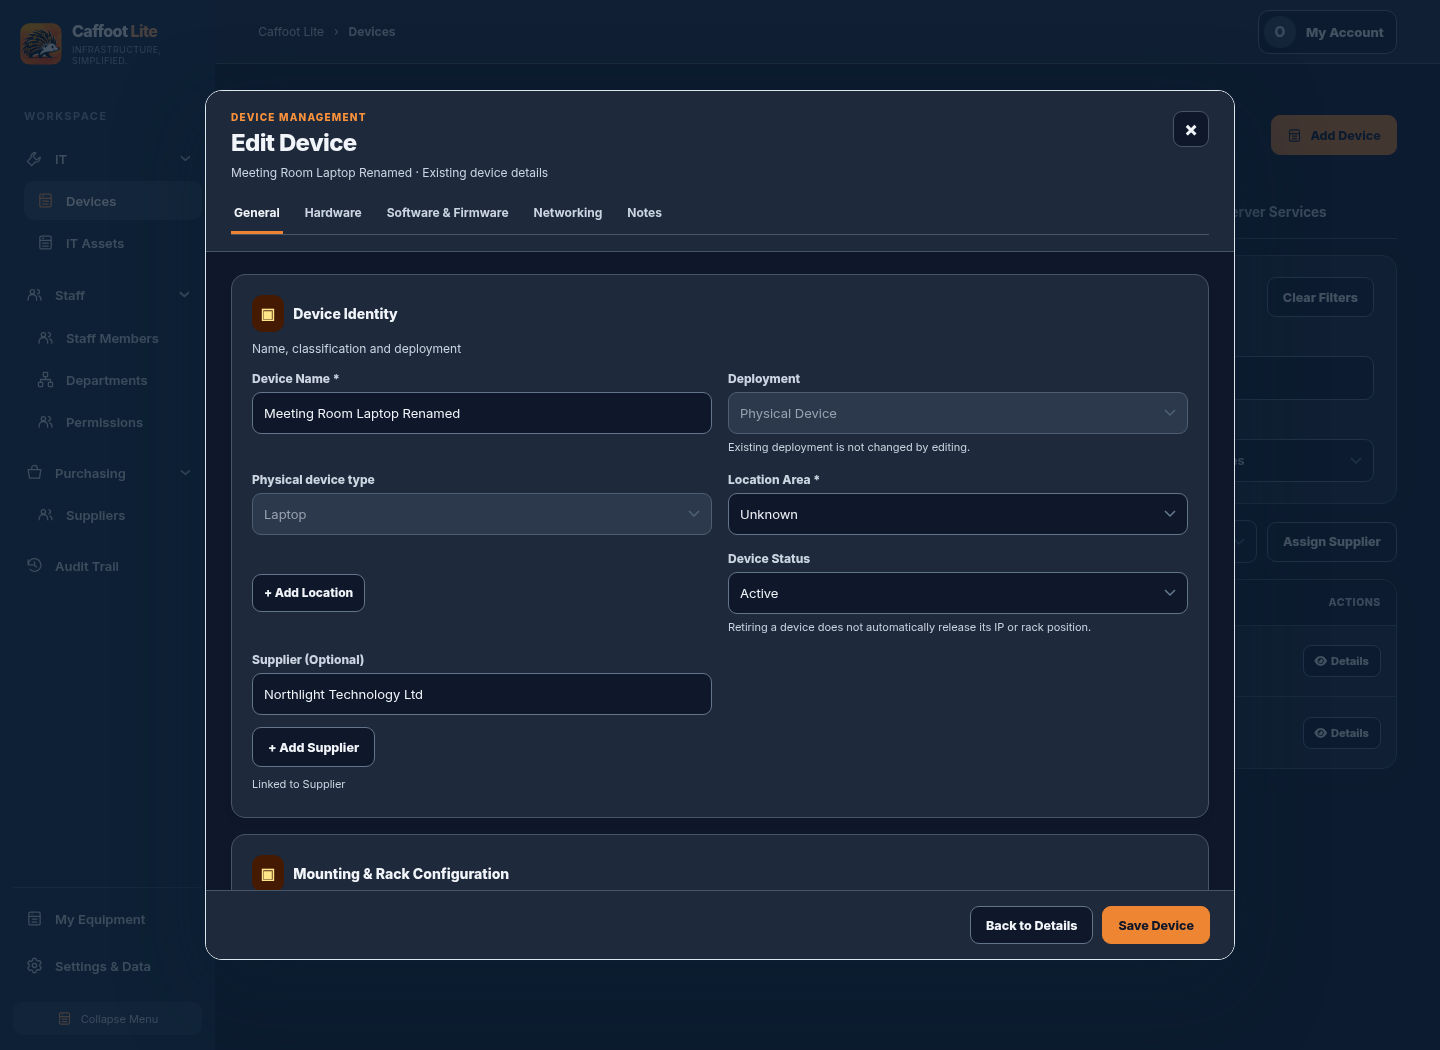 Caffoot Lite
INFRASTRUCTURE,
SIMPLIFIED.
Caffoot Lite › Devices
O My Account
WORKSPACE
IT
Devices
IT Assets
Staff
Staff Members
Departments
Permissions
Purchasing
Suppliers
Audit Trail
My Equipment
Settings & Data
Collapse Menu
Add Device
Clear Filters
Assign Supplier
ACTIONS
Details
Details
DEVICE MANAGEMENT
Edit Device
Meeting Room Laptop Renamed · Existing device details
General Hardware Software & Firmware Networking Notes
Device Identity
Name, classification and deployment
Device Name * Deployment
Meeting Room Laptop Renamed Physical Device
Existing deployment is not changed by editing.
Physical device type Location Area *
Laptop Unknown
Device Status
+ Add Location Active
Retiring a device does not automatically release its IP or rack position.
Supplier (Optional)
Northlight Technology Ltd
+ Add Supplier
Linked to Supplier
Mounting & Rack Configuration
Back to Details Save Device